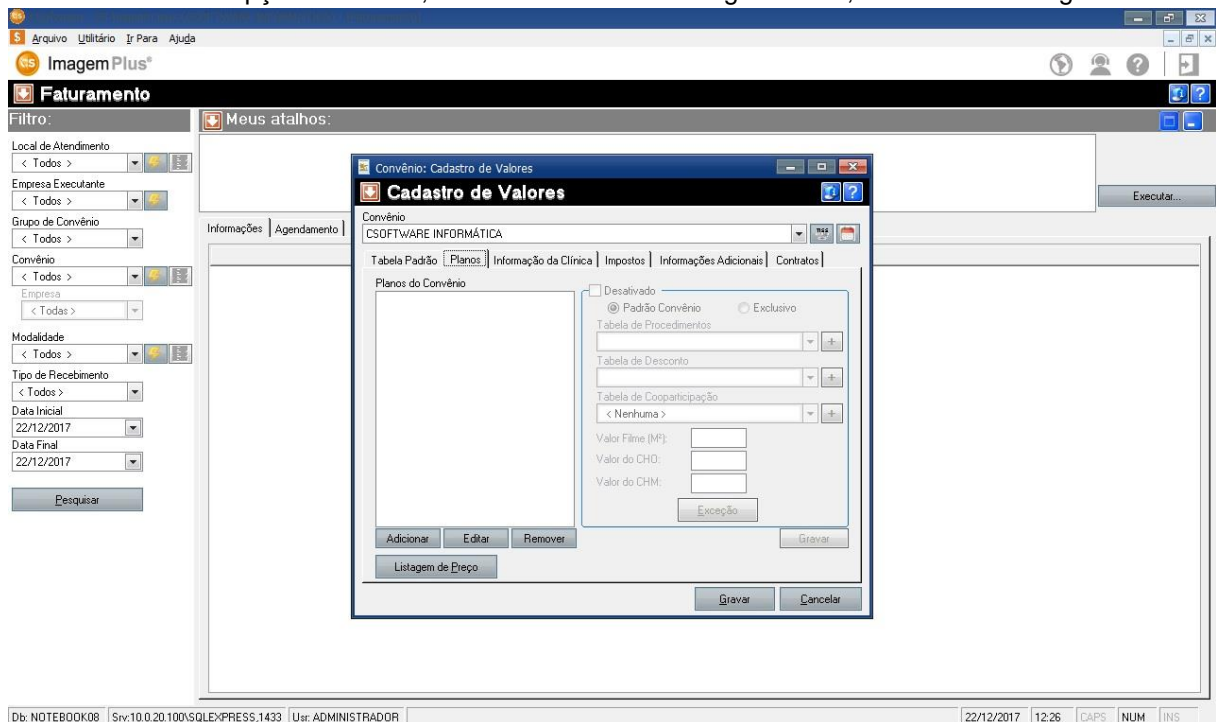 Arquivo Utilitário Ir Para Ajuda
CS ImagemPlus®
Faturamento
Filtro:
Meus atalhos:
Local de Atendimento
< Todos >
Empresa Executante
< Todos >
Grupo de Convênio
< Todos >
Convênio
< Todos >
Empresa
< Todas >
Modalidade
< Todos >
Tipo de Recebimento
< Todos >
Data Inicial
22/12/2017
Data Final
22/12/2017
Pesquisar
Executar...
Informações Agendamento
Convênio: Cadastro de Valores
Cadastro de Valores
Convênio
CSOFTWARE INFORMÁTICA
Tabela Padrão Planos Informação da Clínica Impostos Informações Adicionais Contratos
Planos do Convênio
Desativado
Padrão Convênio Exclusivo
Tabela de Procedimentos
Tabela de Desconto
Tabela de Cooparticipação
< Nenhuma >
Valor Filme (M²):
Valor do CHO:
Valor do CHM:
Exceção
Adicionar Editar Remover Gravar
Listagem de Preço
Gravar Cancelar
Db: NOTEBOOK08 Srv:10.0.20.100\SQLEXPRESS,1433 Usr: ADMINISTRADOR 22/12/2017 12:26 CAPS NUM INS